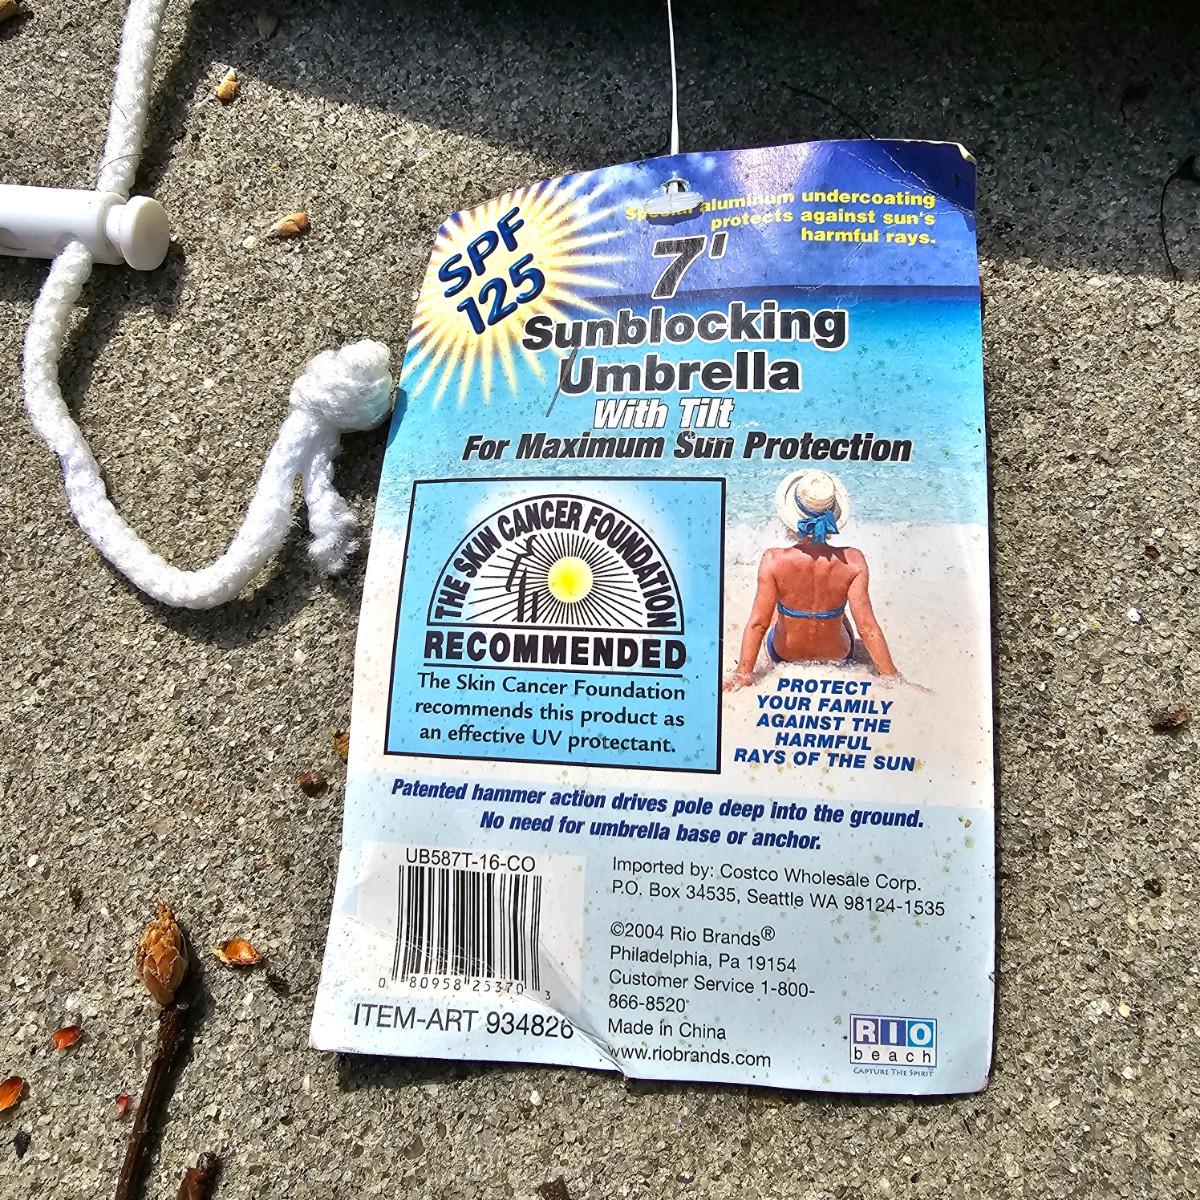 Special aluminum undercoating
protects against sun's
harmful rays.
SPF
125
7'
Sunblocking
Umbrella
With Tilt
For Maximum Sun Protection
THE SKIN CANCER FOUNDATION
RECOMMENDED
The Skin Cancer Foundation
recommends this product as
an effective UV protectant.
PROTECT
YOUR FAMILY
AGAINST THE
HARMFUL
RAYS OF THE SUN
Patented hammer action drives pole deep into the ground.
No need for umbrella base or anchor.
UB587T-16-CO
0 80958 25370 3
ITEM-ART 934826
Imported by: Costco Wholesale Corp.
P.O. Box 34535, Seattle WA 98124-1535
©2004 Rio Brands®
Philadelphia, Pa 19154
Customer Service 1-800-
866-8520
Made in China
www.riobrands.com
RIO
beach
CAPTURE THE SPIRIT